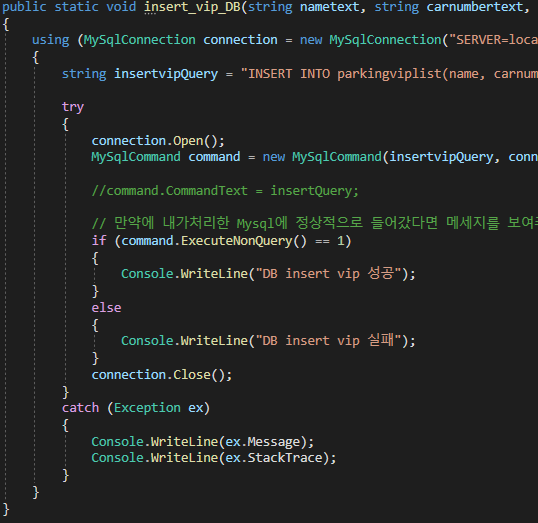 public static void insert_vip_DB(string nametext, string carnumbertext,
{
using (MySqlConnection connection = new MySqlConnection("SERVER=loca
{
string insertvipQuery = "INSERT INTO parkingviplist(name, carnum
try
{
connection.Open();
MySqlCommand command = new MySqlCommand(insertvipQuery, conn
//command.CommandText = insertQuery;
// 만약에 내가처리한 Mysql에 정상적으로 들어갔다면 메세지를 보여주
if (command.ExecuteNonQuery() == 1)
{
Console.WriteLine("DB insert vip 성공");
}
else
{
Console.WriteLine("DB insert vip 실패");
}
connection.Close();
}
catch (Exception ex)
{
Console.WriteLine(ex.Message);
Console.WriteLine(ex.StackTrace);
}
}
}